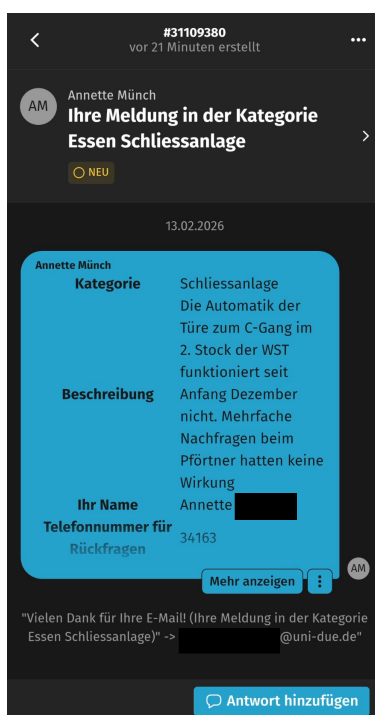 #31109380
vor 21 Minuten erstellt
AM
Annette Münch
Ihre Meldung in der Kategorie
Essen Schliessanlage
NEU
13.02.2026
Annette Münch
Kategorie Schliessanlage
Die Automatik der
Türe zum C-Gang im
2. Stock der WST
funktioniert seit
Beschreibung Anfang Dezember
nicht. Mehrfache
Nachfragen beim
Pförtner hatten keine
Wirkung
Ihr Name Annette
Telefonnummer für
Rückfragen 34163
AM
Mehr anzeigen
"Vielen Dank für Ihre E-Mail! (Ihre Meldung in der Kategorie
Essen Schliessanlage)" -> @uni-due.de"
Antwort hinzufügen